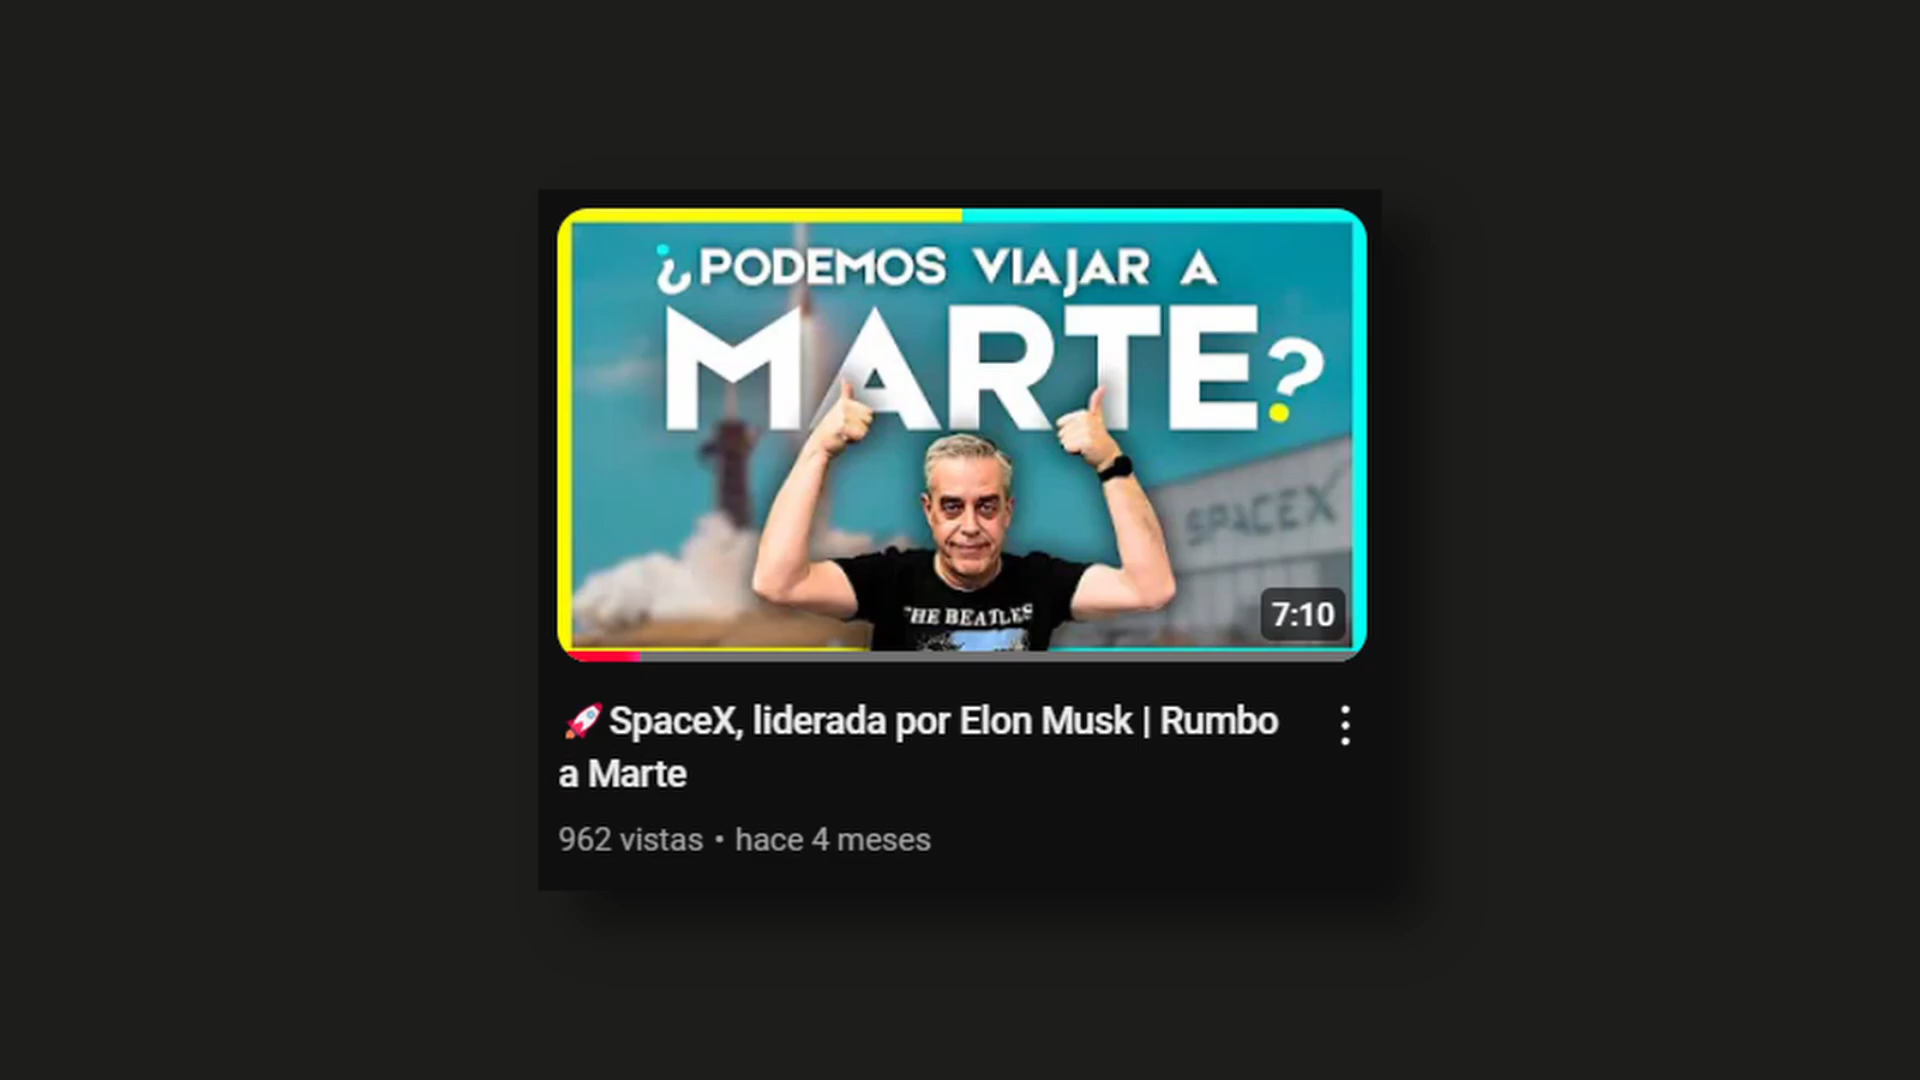 ¿PODEMOS VIAJAR A
MARTE?
SPACEX
THE BEATLES
7:10
🚀SpaceX, liderada por Elon Musk | Rumbo
a Marte
962 vistas • hace 4 meses